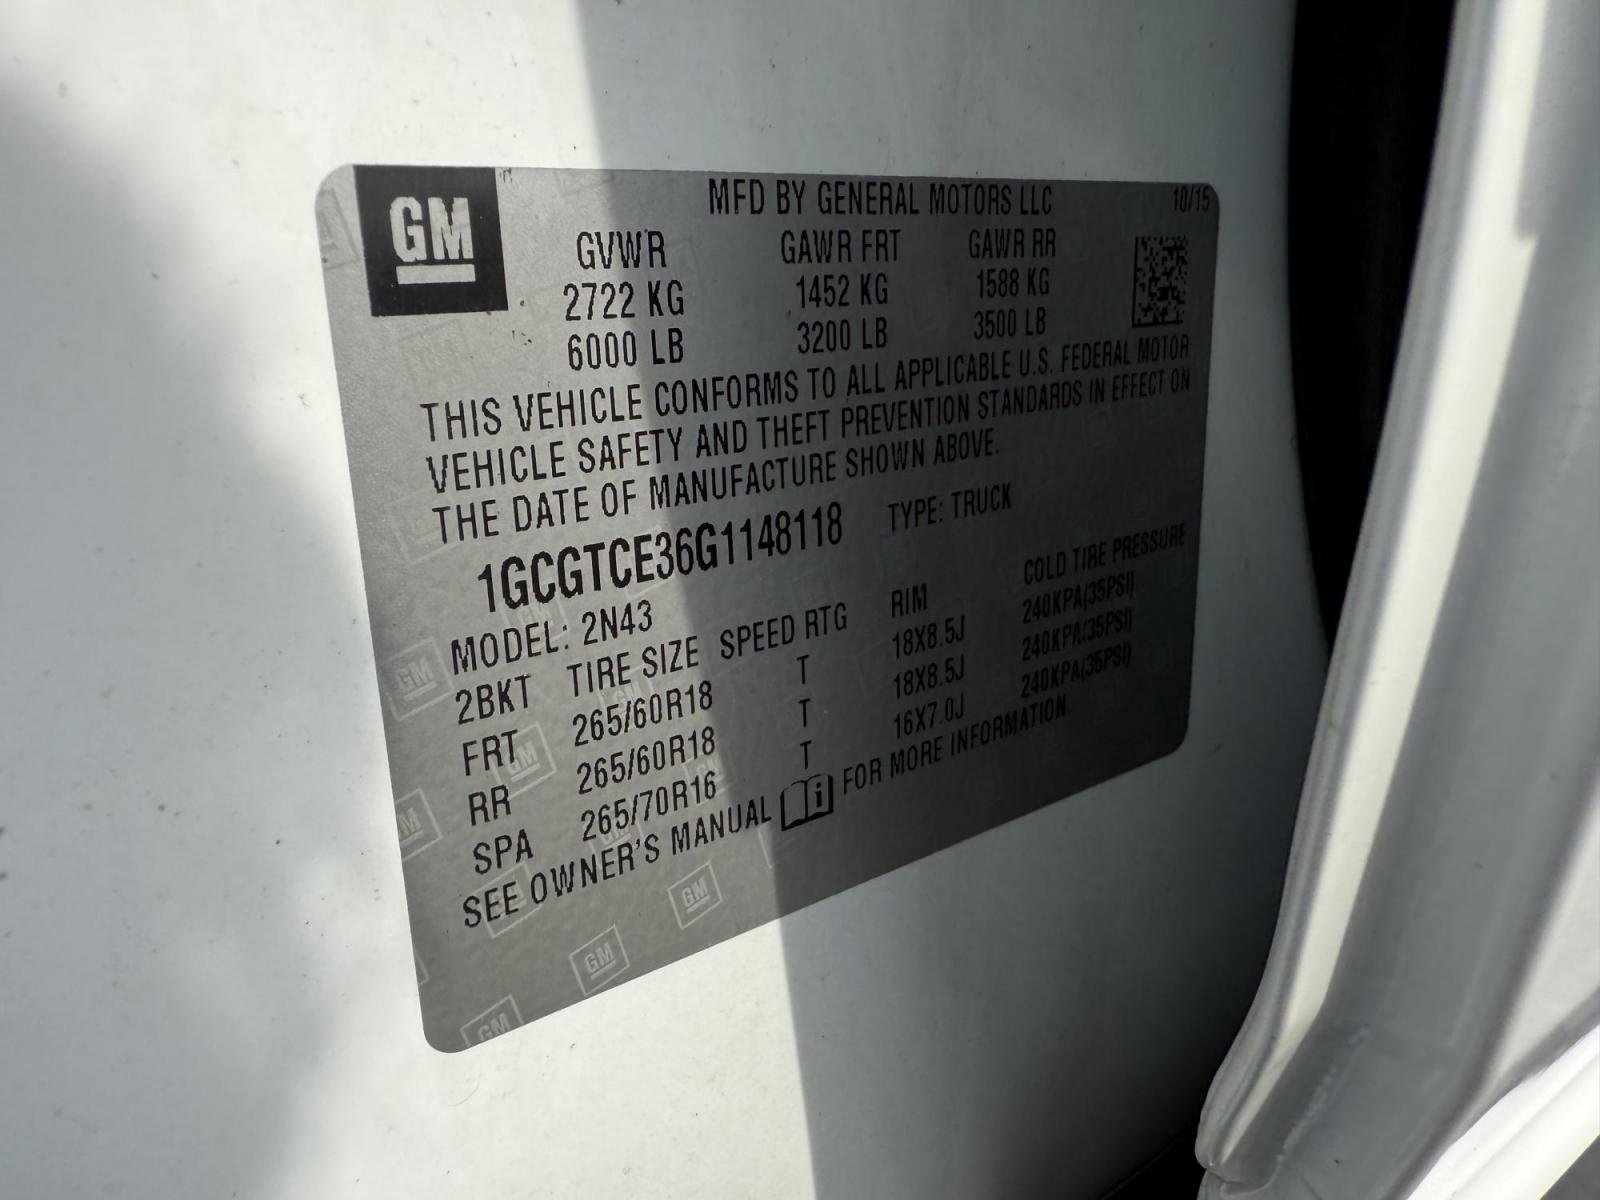 GM
MFD BY GENERAL MOTORS LLC 10/15
GVWR GAWR FRT GAWR RR
2722 KG 1452 KG 1588 KG
6000 LB 3200 LB 3500 LB
THIS VEHICLE CONFORMS TO ALL APPLICABLE U.S. FEDERAL MOTOR
VEHICLE SAFETY AND THEFT PREVENTION STANDARDS IN EFFECT ON
THE DATE OF MANUFACTURE SHOWN ABOVE.
1GCGTCE36G1148118 TYPE: TRUCK
MODEL: 2N43
2BKT TIRE SIZE SPEED RTG RIM COLD TIRE PRESSURE
FRT 265/60R18 T 18X8.5J 240KPA(35PSI)
RR 265/60R18 T 18X8.5J 240KPA(35PSI)
SPA 265/70R16 T 16X7.0J 240KPA(35PSI)
SEE OWNER'S MANUAL i FOR MORE INFORMATION